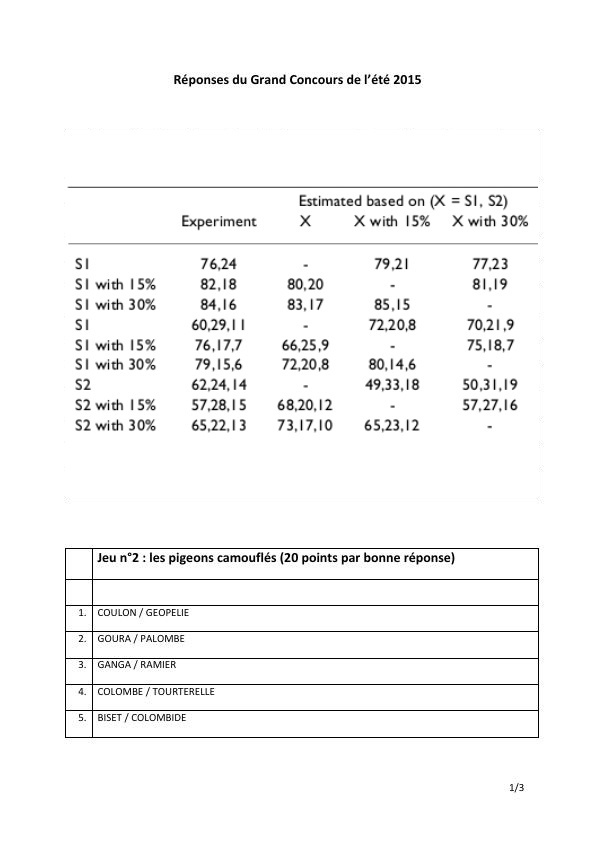 Réponses du Grand Concours de l’été 2015
Estimated based on (X = S1, S2)
Experiment X X with 15% X with 30%
S1 76,24 - 79,21 77,23
S1 with 15% 82,18 80,20 - 81,19
S1 with 30% 84,16 83,17 85,15 -
S1 60,29,11 - 72,20,8 70,21,9
S1 with 15% 76,17,7 66,25,9 - 75,18,7
S1 with 30% 79,15,6 72,20,8 80,14,6 -
S2 62,24,14 - 49,33,18 50,31,19
S2 with 15% 57,28,15 68,20,12 - 57,27,16
S2 with 30% 65,22,13 73,17,10 65,23,12 -
Jeu n°2 : les pigeons camouflés (20 points par bonne réponse)
1. COULON / GEOPELIE
2. GOURA / PALOMBE
3. GANGA / RAMIER
4. COLOMBE / TOURTERELLE
5. BISET / COLOMBIDE
1/3